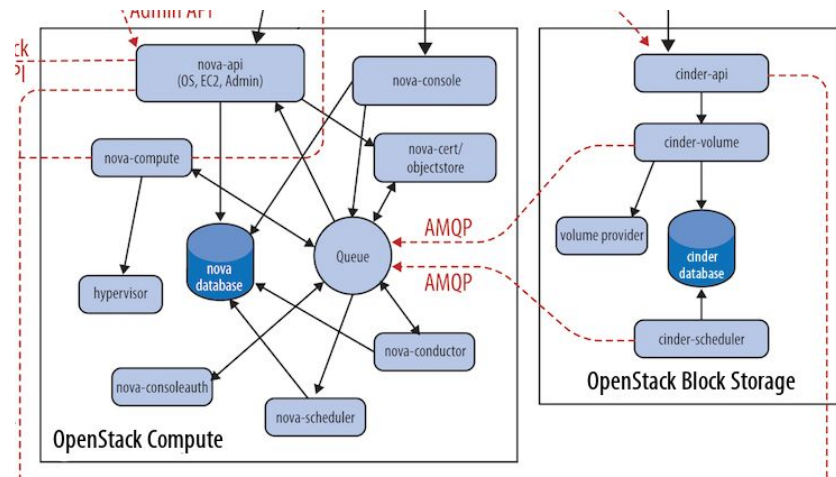 Admin API
ck
PI
nova-api
(OS, EC2, Admin)
nova-console
nova-cert/
objectstore
nova-compute
Queue
nova
database
hypervisor
nova-conductor
nova-consoleauth
nova-scheduler
OpenStack Compute
AMQP
AMQP
cinder-api
cinder-volume
volume provider
cinder
database
cinder-scheduler
OpenStack Block Storage